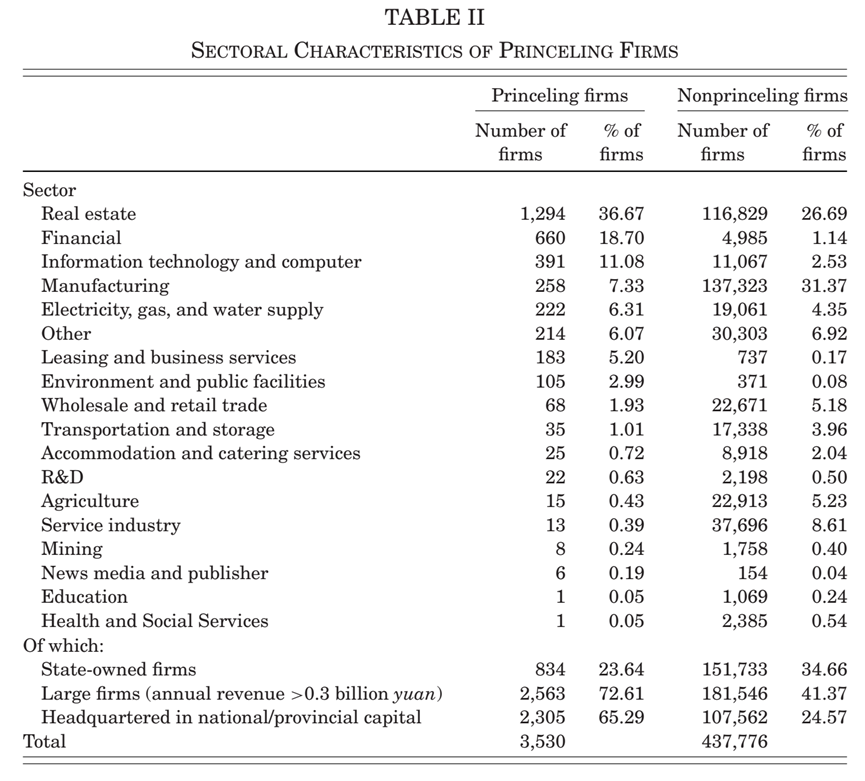 TABLE II
SECTORAL CHARACTERISTICS OF PRINCELING FIRMS
Princeling firms Nonprinceling firms
Number of % of Number of % of
firms firms firms firms
Sector
Real estate 1,294 36.67 116,829 26.69
Financial 660 18.70 4,985 1.14
Information technology and computer 391 11.08 11,067 2.53
Manufacturing 258 7.33 137,323 31.37
Electricity, gas, and water supply 222 6.31 19,061 4.35
Other 214 6.07 30,303 6.92
Leasing and business services 183 5.20 737 0.17
Environment and public facilities 105 2.99 371 0.08
Wholesale and retail trade 68 1.93 22,671 5.18
Transportation and storage 35 1.01 17,338 3.96
Accommodation and catering services 25 0.72 8,918 2.04
R&D 22 0.63 2,198 0.50
Agriculture 15 0.43 22,913 5.23
Service industry 13 0.39 37,696 8.61
Mining 8 0.24 1,758 0.40
News media and publisher 6 0.19 154 0.04
Education 1 0.05 1,069 0.24
Health and Social Services 1 0.05 2,385 0.54
Of which:
State-owned firms 834 23.64 151,733 34.66
Large firms (annual revenue >0.3 billion yuan) 2,563 72.61 181,546 41.37
Headquartered in national/provincial capital 2,305 65.29 107,562 24.57
Total 3,530 437,776